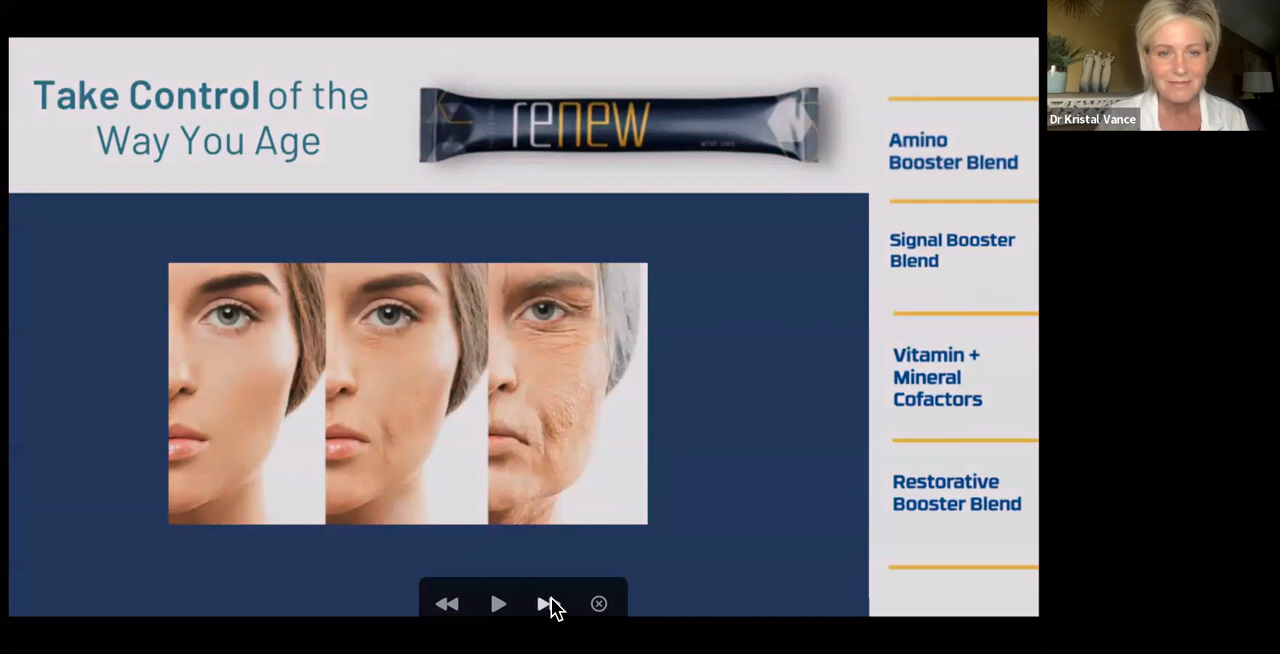 Take Control of the
Way You Age
renew
Amino
Booster Blend
Signal Booster
Blend
Vitamin +
Mineral
Cofactors
Restorative
Booster Blend
Dr Kristal Vance